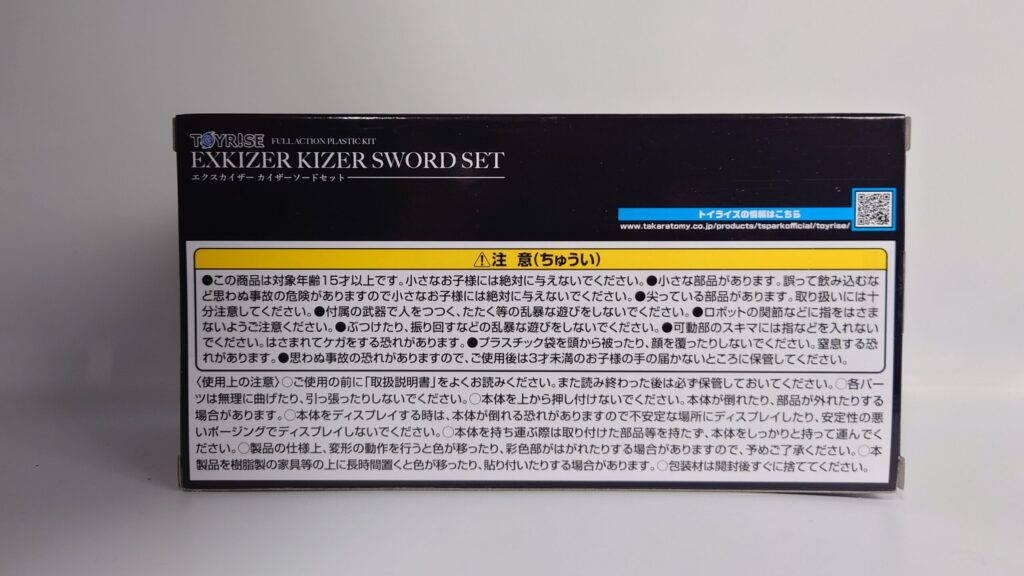 TOYRISE FULL ACTION PLASTIC KIT
EXKIZER KIZER SWORD SET
エクスカイザー カイザーソードセット
トイライズの情報はこちら
www.takaratomy.co.jp/products/tsparkofficial/toyrise/
⚠注 意(ちゅうい)
●この商品は対象年齢15才以上です。小さなお子様には絶対に与えないでください。●小さな部品があります。誤って飲み込むな
ど思わぬ事故の危険がありますので小さなお子様には絶対に与えないでください。●尖っている部品があります。取り扱いには十
分注意してください。●付属の武器で人をつつく、たたく等の乱暴な遊びをしないでください。●ロボットの関節などに指をはさま
ないようご注意ください。●ぶつけたり、振り回すなどの乱暴な遊びをしないでください。●可動部のスキマには指などを入れない
でください。はさまれてケガをする恐れがあります。●プラスチック袋を頭から被ったり、顔を覆ったりしないでください。窒息する恐
れがあります。●思わぬ事故の恐れがありますので、ご使用後は3才未満のお子様の手の届かないところに保管してください。
〈使用上の注意〉○ご使用の前に「取扱説明書」をよくお読みください。また読み終わった後は必ず保管しておいてください。○各パー
ツは無理に曲げたり、引っ張ったりしないでください。○本体を上から押し付けないでください。本体が倒れたり、部品が外れたりする
場合があります。○本体をディスプレイする時は、本体が倒れる恐れがありますので不安定な場所にディスプレイしたり、安定性の悪
いポージングでディスプレイしないでください。○本体を持ち運ぶ際は取り付けた部品等を持たず、本体をしっかりと持って運んでく
ださい。○製品の仕様上、変形の動作を行うと色が移ったり、彩色部がはがれたりする場合がありますので、予めご了承ください。○本
製品を樹脂製の家具等の上に長時間置くと色が移ったり、貼り付いたりする場合があります。○包装材は開封後すぐに捨ててください。